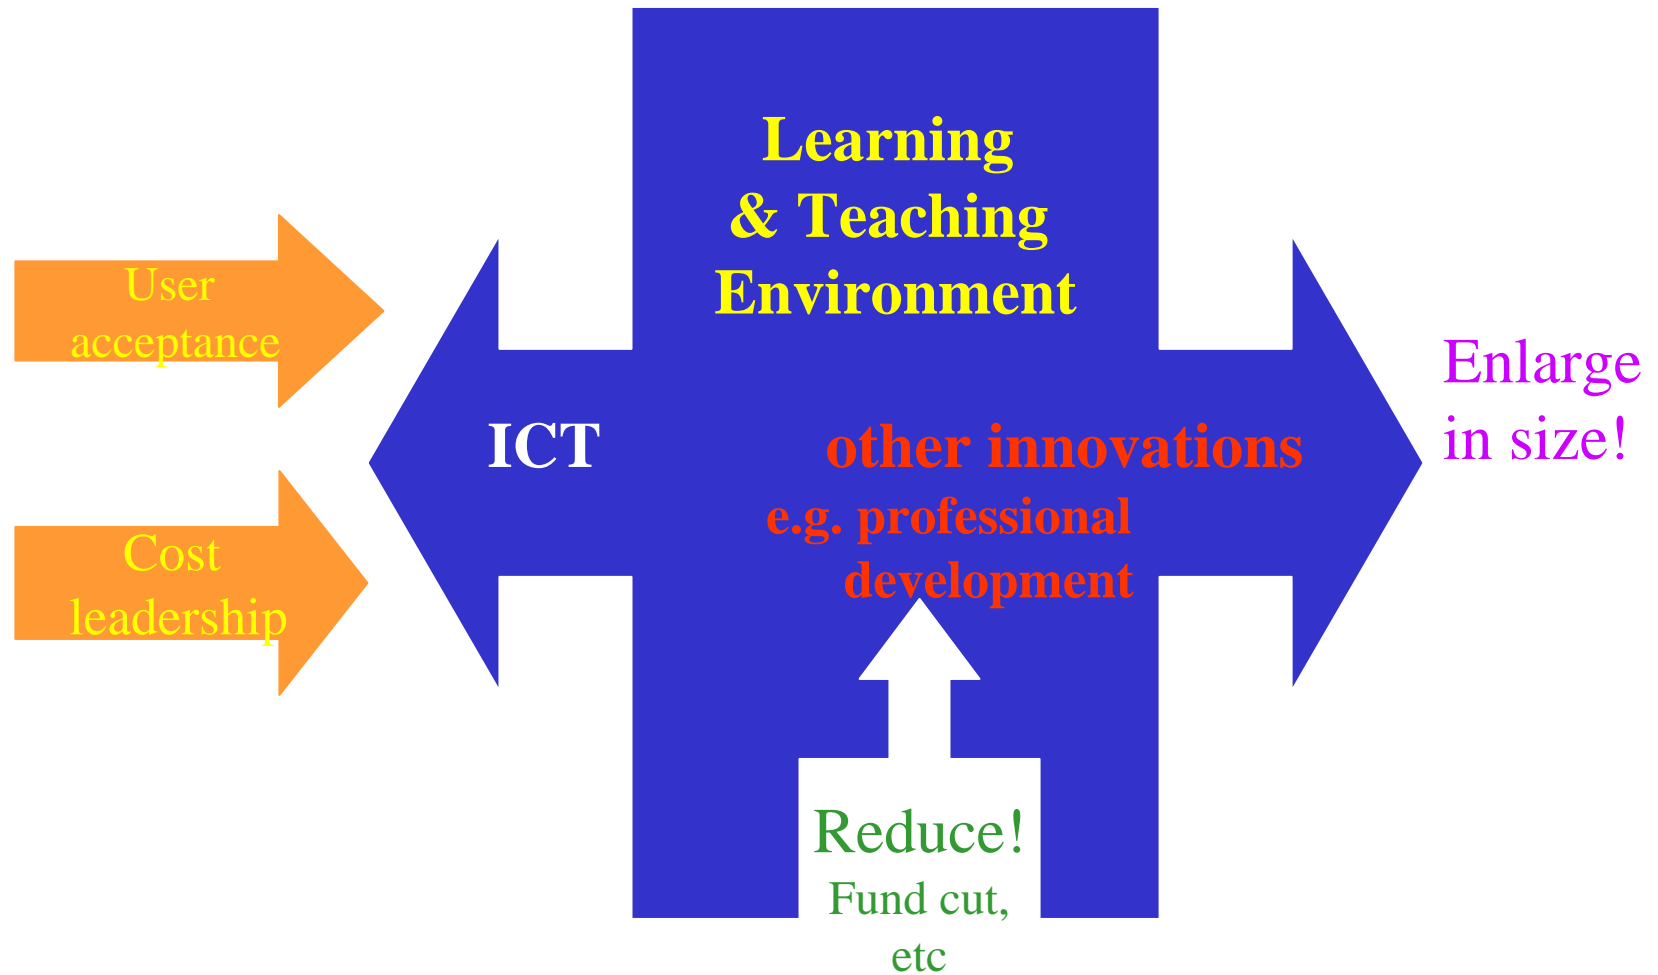 Learning
& Teaching
Environment
User
acceptance
Enlarge
in size!
ICT
other innovations
e.g. professional
development
Cost
leadership
Reduce!
Fund cut,
etc